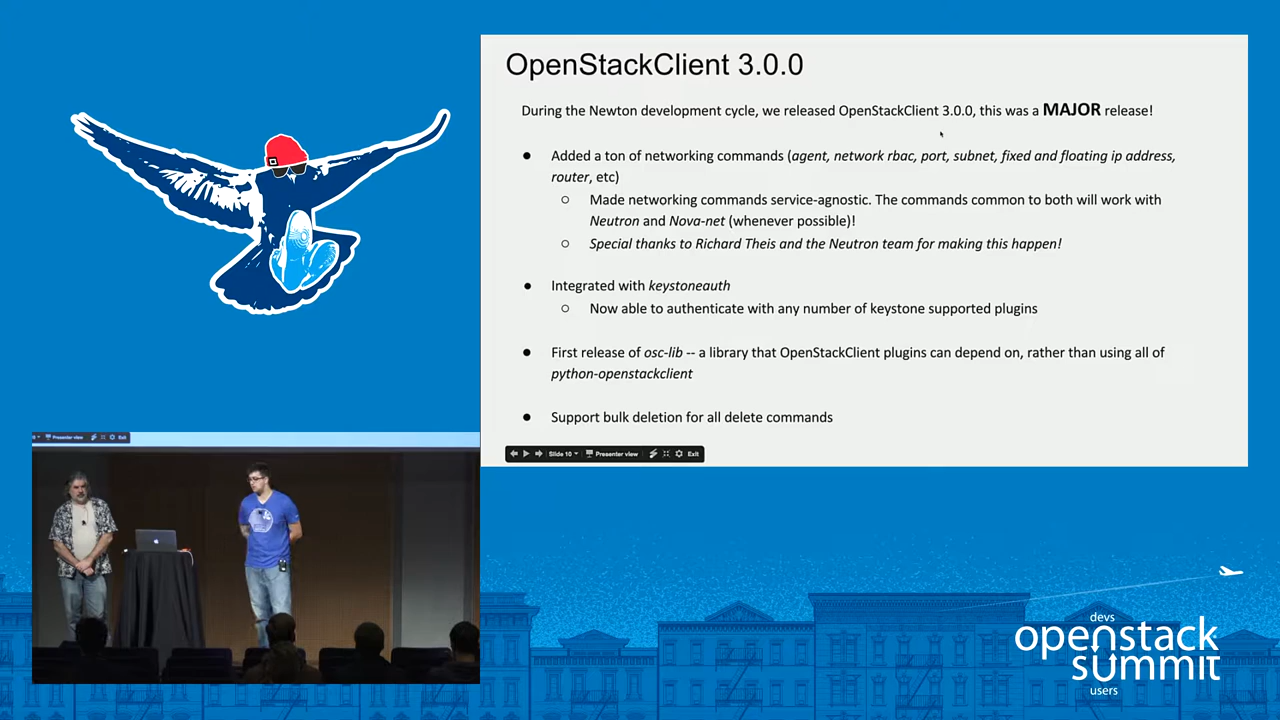 OpenStackClient 3.0.0
During the Newton development cycle, we released OpenStackClient 3.0.0, this was a MAJOR release!
● Added a ton of networking commands (agent, network rbac, port, subnet, fixed and floating ip address,
router, etc)
○ Made networking commands service-agnostic. The commands common to both will work with
Neutron and Nova-net (whenever possible)!
○ Special thanks to Richard Theis and the Neutron team for making this happen!
● Integrated with keystoneauth
○ Now able to authenticate with any number of keystone supported plugins
● First release of osc-lib -- a library that OpenStackClient plugins can depend on, rather than using all of
python-openstackclient
● Support bulk deletion for all delete commands
Slide 10 Presenter view Exit
Presenter view Exit
devs
openstack
summit
users